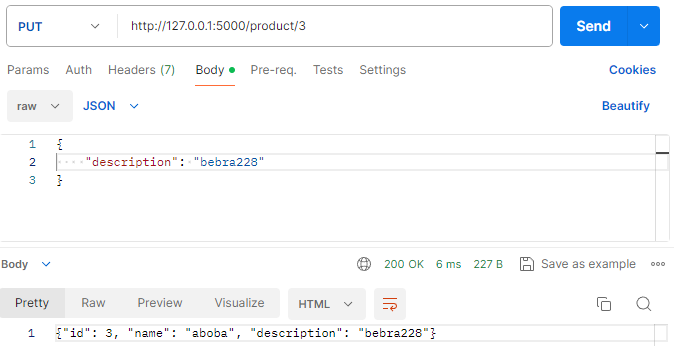 PUT http://127.0.0.1:5000/product/3 Send
Params Auth Headers (7) Body Pre-req. Tests Settings Cookies
raw JSON Beautify
1 {
2 "description": "bebra228"
3 }
Body 200 OK 6 ms 227 B Save as example
Pretty Raw Preview Visualize HTML
1 {"id": 3, "name": "aboba", "description": "bebra228"}